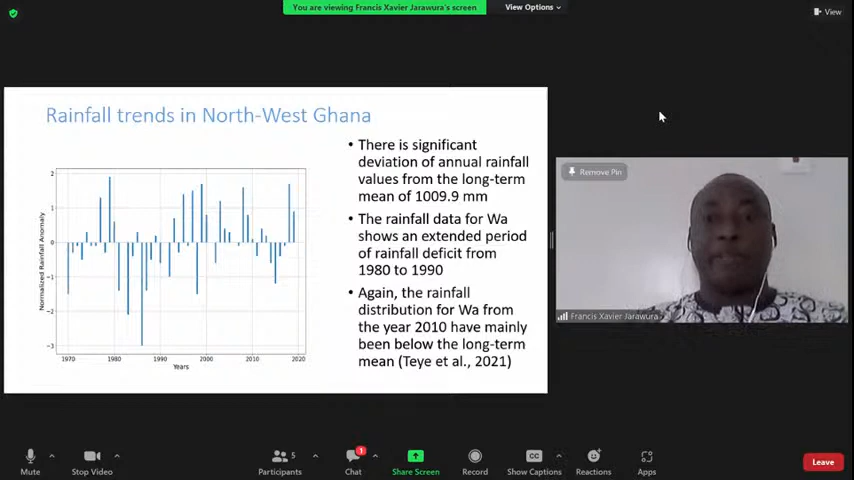 You are viewing Francis Xavier Jarawura's screen
View Options
View
Rainfall trends in North-West Ghana
2
1
0
−1
−2
−3
Normalized Rainfall Anomaly
1970 1980 1990 2000 2010 2020
Years
• There is significant
deviation of annual rainfall
values from the long-term
mean of 1009.9 mm
• The rainfall data for Wa
shows an extended period
of rainfall deficit from
1980 to 1990
• Again, the rainfall
distribution for Wa from
the year 2010 have mainly
been below the long-term
mean (Teye et al., 2021)
Remove Pin
Francis Xavier Jarawura
Mute
Stop Video
5
Participants
1
Chat
Share Screen
Record
CC
Show Captions
Reactions
Apps
Leave